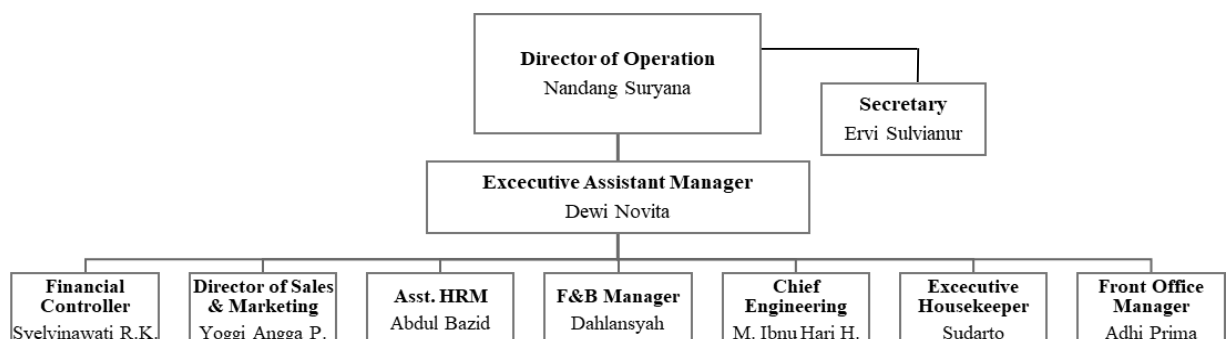 Director of Operation
Nandang Suryana
Secretary
Ervi Sulvianur
Excecutive Assistant Manager
Dewi Novita
Financial
Controller
Svelvinawati R.K.
Director of Sales
& Marketing
Yoggi Angga P.
Asst. HRM
Abdul Bazid
F&B Manager
Dahlansyah
Chief
Engineering
M. Ibnu Hari H.
Excecutive
Housekeeper
Sudarto
Front Office
Manager
Adhi Prima